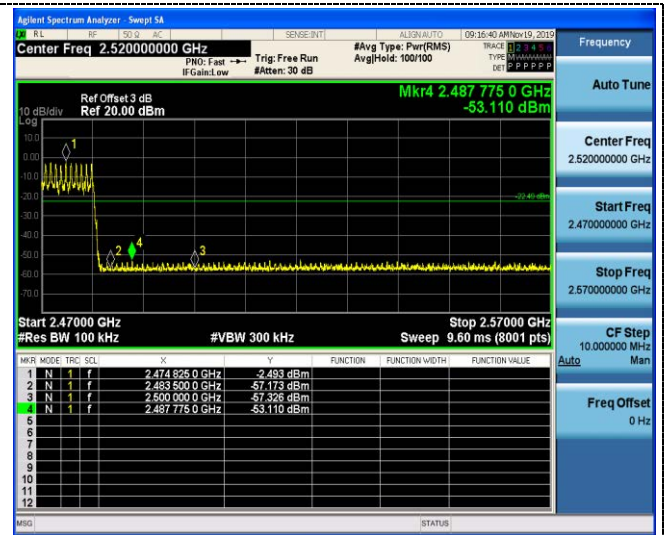 Agilent Spectrum Analyzer - Swept SA
RL RF 50 Ω AC SENSE:INT ALIGNAUTO 09:16:40 AMNov 19, 2019
Center Freq 2.520000000 GHz #Avg Type: Pwr(RMS) TRACE 1 2 3 4 5 6
PNO: Fast Trig: Free Run Avg|Hold: 100/100 TYPE M
IFGain:Low #Atten: 30 dB DET P P P P P P
Mkr4 2.487 775 0 GHz
-53.110 dBm
Ref Offset 3 dB
10 dB/div Ref 20.00 dBm
Log
10.0
0.00
-10.0
-20.0
-30.0
-40.0
-50.0
-60.0
-70.0
1
2
4
3
-22.49 dBm
Start 2.47000 GHz Stop 2.57000 GHz
#Res BW 100 kHz #VBW 300 kHz Sweep 9.60 ms (8001 pts)
MKR MODE TRC SCL X Y FUNCTION FUNCTION WIDTH FUNCTION VALUE
1 N 1 f 2.474 825 0 GHz -2.493 dBm
2 N 1 f 2.483 500 0 GHz -57.173 dBm
3 N 1 f 2.500 000 0 GHz -57.326 dBm
4 N 1 f 2.487 775 0 GHz -53.110 dBm
5
6
7
8
9
10
11
12
MSG STATUS
Frequency
Auto Tune
Center Freq
2.520000000 GHz
Start Freq
2.470000000 GHz
Stop Freq
2.570000000 GHz
CF Step
10.000000 MHz
Auto Man
Freq Offset
0 Hz